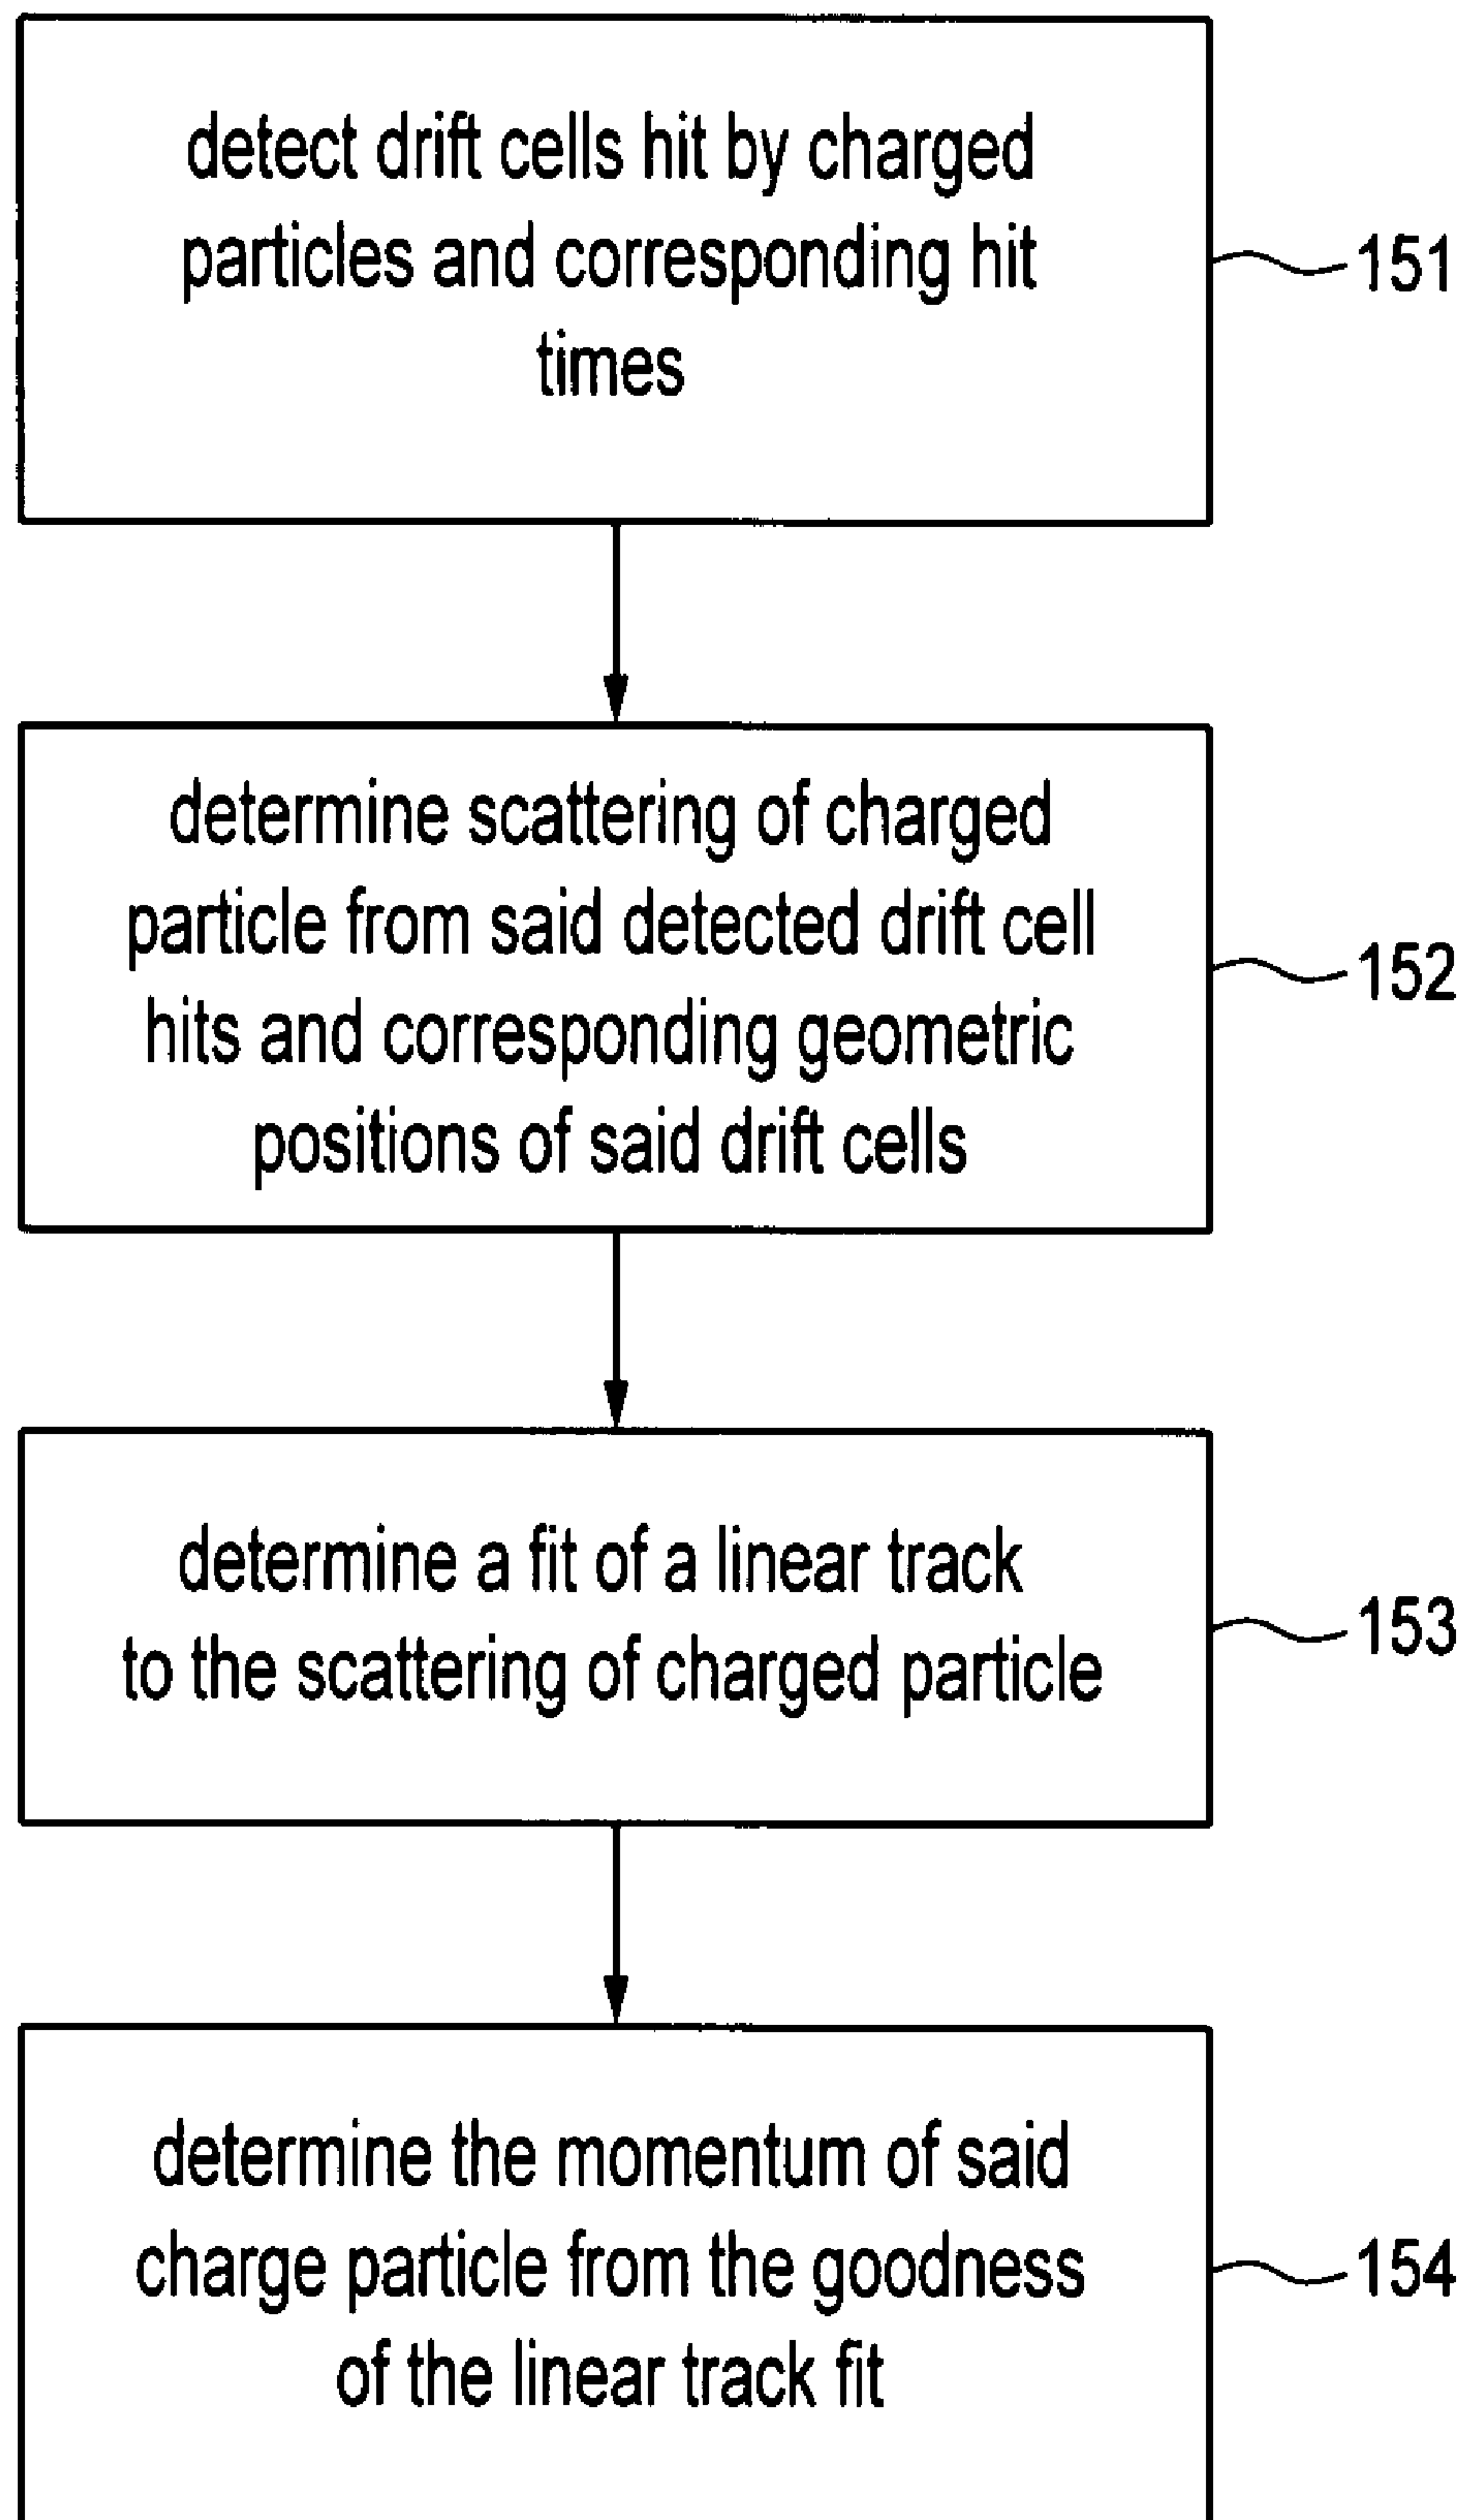 detect drift cells hit by charged
particles and corresponding hit
times
151
determine scattering of charged
particle from said detected drift cell
hits and corresponding geometric
positions of said drift cells
152
determine a fit of a linear track
to the scattering of charged particle
153
determine the momentum of said
charge particle from the goodness
of the linear track fit
154